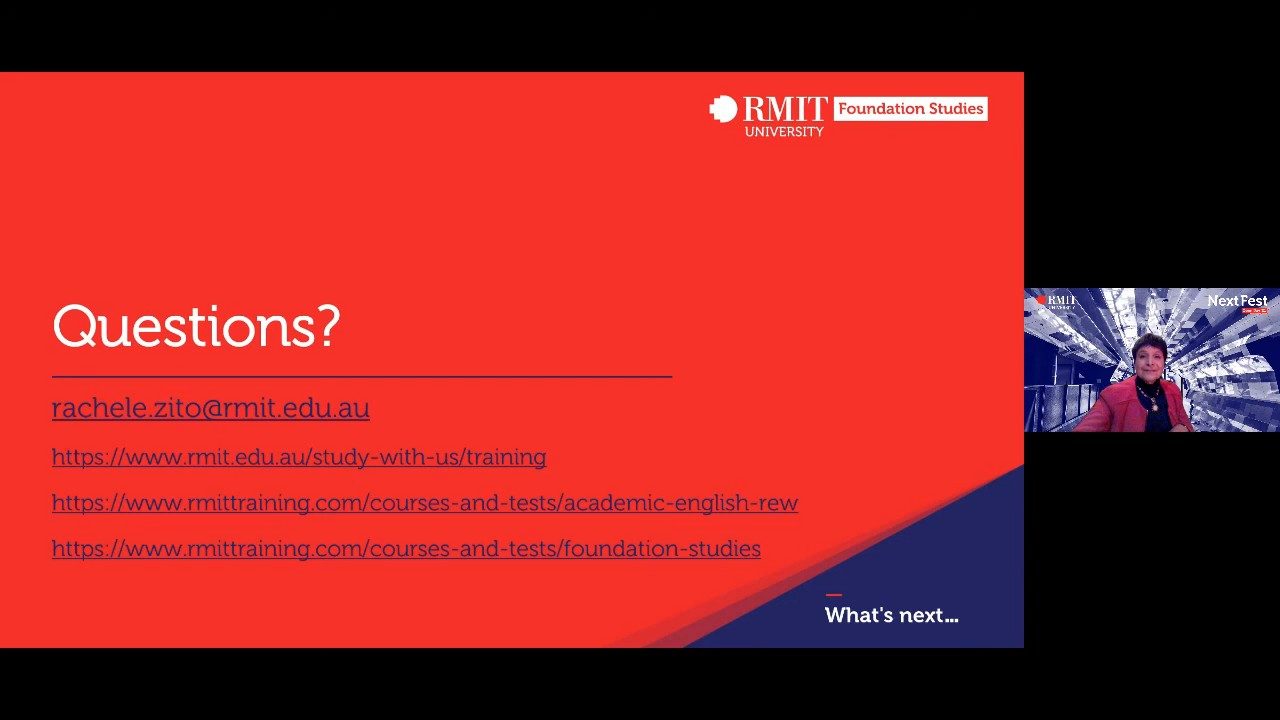 RMIT
UNIVERSITY
Foundation Studies
Questions?
rachele.zito@rmit.edu.au
https://www.rmit.edu.au/study-with-us/training
https://www.rmittraining.com/courses-and-tests/academic-english-rew
https://www.rmittraining.com/courses-and-tests/foundation-studies
What's next...
RMIT
UNIVERSITY
NextFest